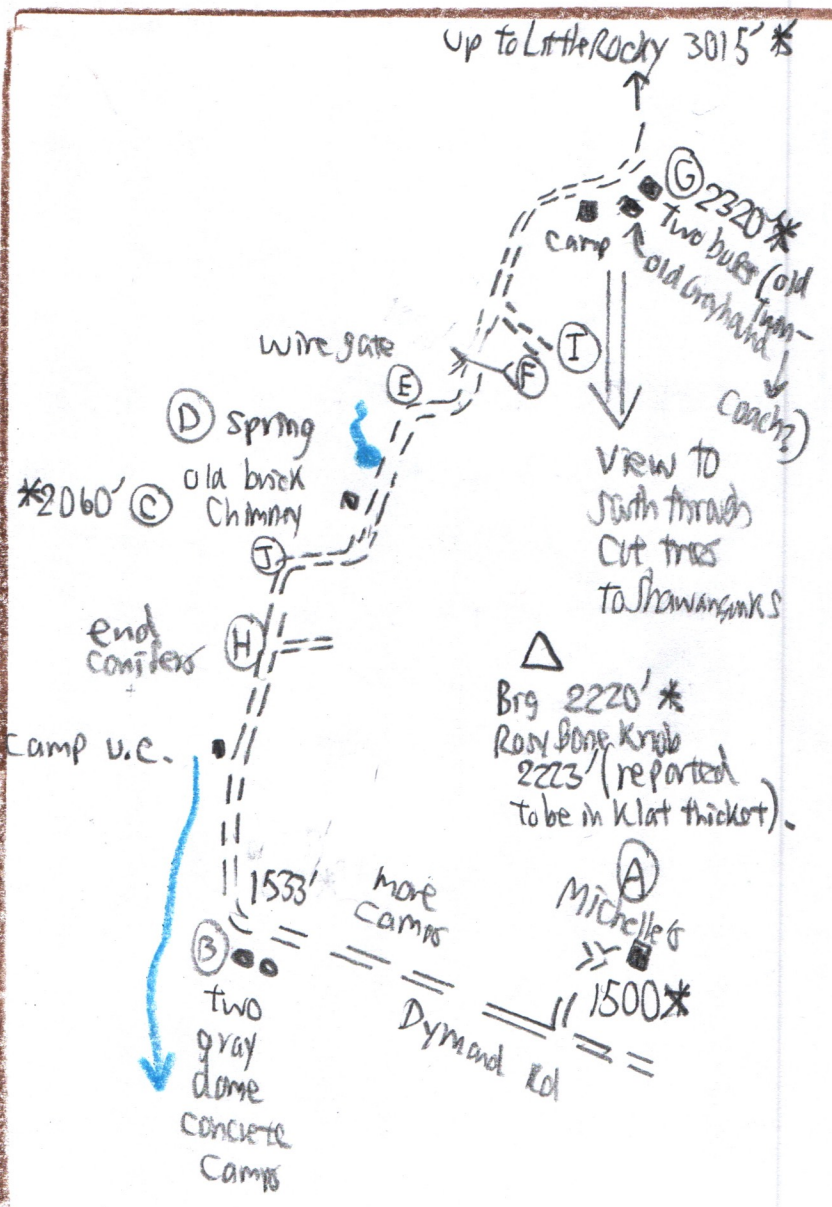 up to Little Rocky 3015' *
G 2320' *
Two buses (old
Twin-
Coach?)
old Greyhound
camp
I
wire gate
F
E
D spring
*2060' C old brick
Chimney
View to
South through
Cut trees
to Shawangunks
J
end
conifers
H
Brg 2220' *
Rosy Bone Knob
2223' (reported
to be in Klat thicket).
camp u.c.
1533'
more
camps
A
Michelle's
1500 *
B
two
gray
dome
concrete
camps
Dymond Rd